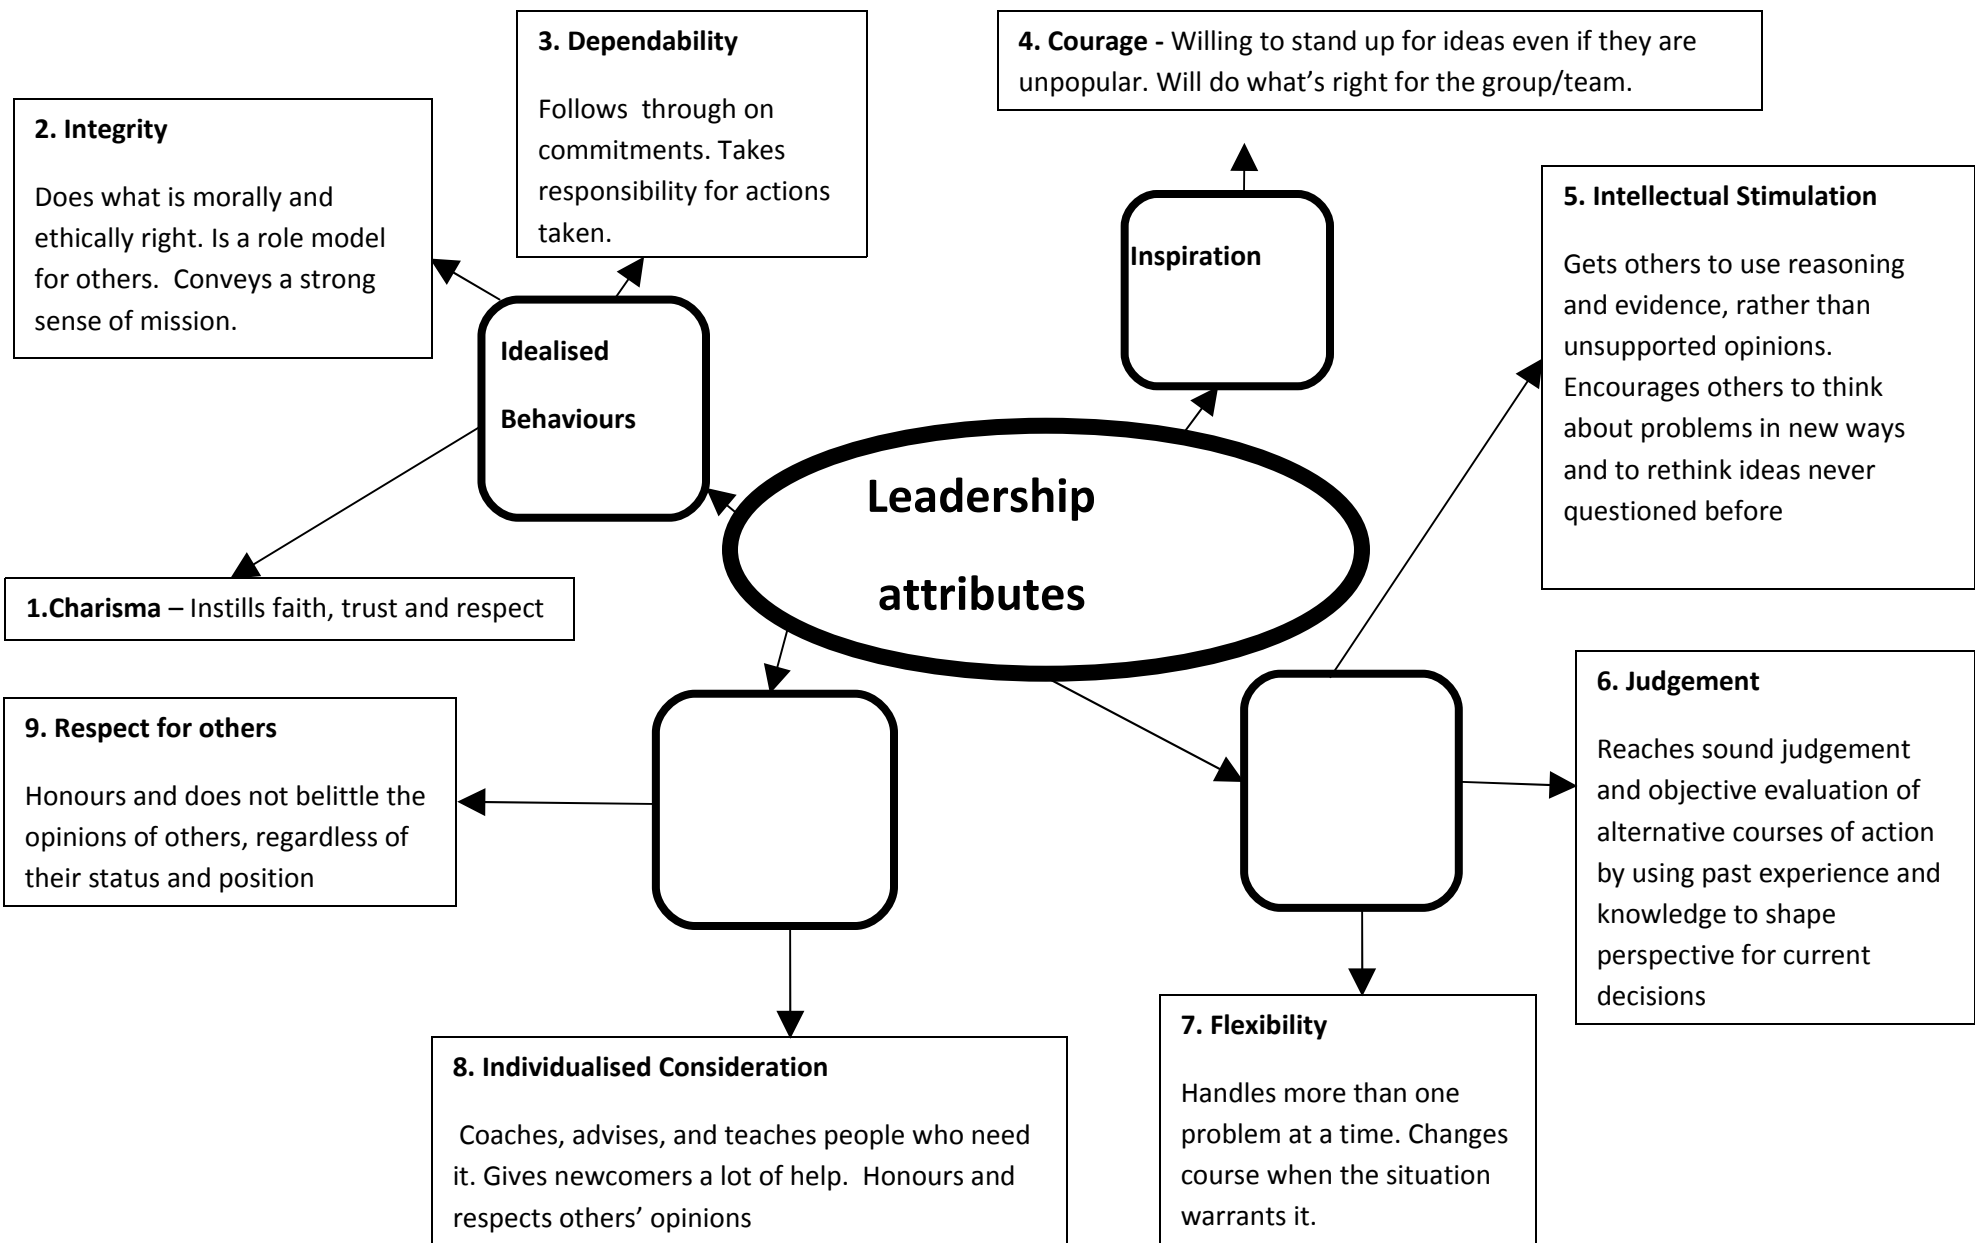 3. Dependability
Follows  through on
commitments. Takes
responsibility for actions
taken.
4. Courage - Willing to stand up for ideas even if they are
unpopular. Will do what’s right for the group/team.
2. Integrity
Does what is morally and
ethically right. Is a role model
for others.  Conveys a strong
sense of mission.
5. Intellectual Stimulation
Gets others to use reasoning
and evidence, rather than
unsupported opinions.
Encourages others to think
about problems in new ways
and to rethink ideas never
questioned before
Inspiration
Idealised
Behaviours
Leadership
attributes
1.Charisma – Instills faith, trust and respect
6. Judgement
Reaches sound judgement
and objective evaluation of
alternative courses of action
by using past experience and
knowledge to shape
perspective for current
decisions
9. Respect for others
Honours and does not belittle the
opinions of others, regardless of
their status and position
7. Flexibility
Handles more than one
problem at a time. Changes
course when the situation
warrants it.
8. Individualised Consideration
Coaches, advises, and teaches people who need
it. Gives newcomers a lot of help.  Honours and
respects others’ opinions